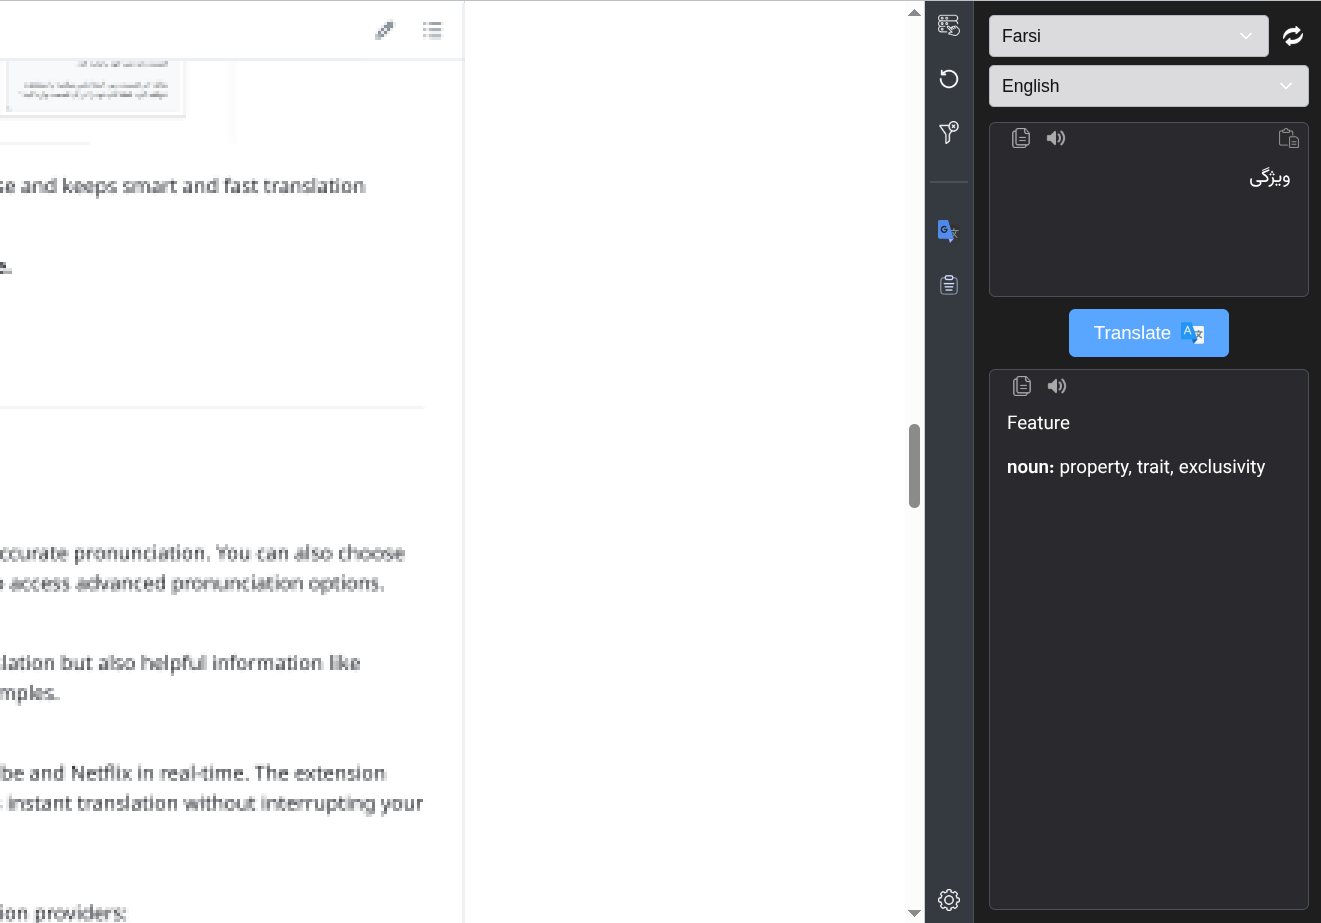 se and keeps smart and fast translation
e.
ccurate pronunciation. You can also choose
o access advanced pronunciation options.
lation but also helpful information like
mples.
be and Netflix in real-time. The extension
s instant translation without interrupting your
ion providers:
Farsi
English
ویژگی
Translate
Feature
noun: property, trait, exclusivity